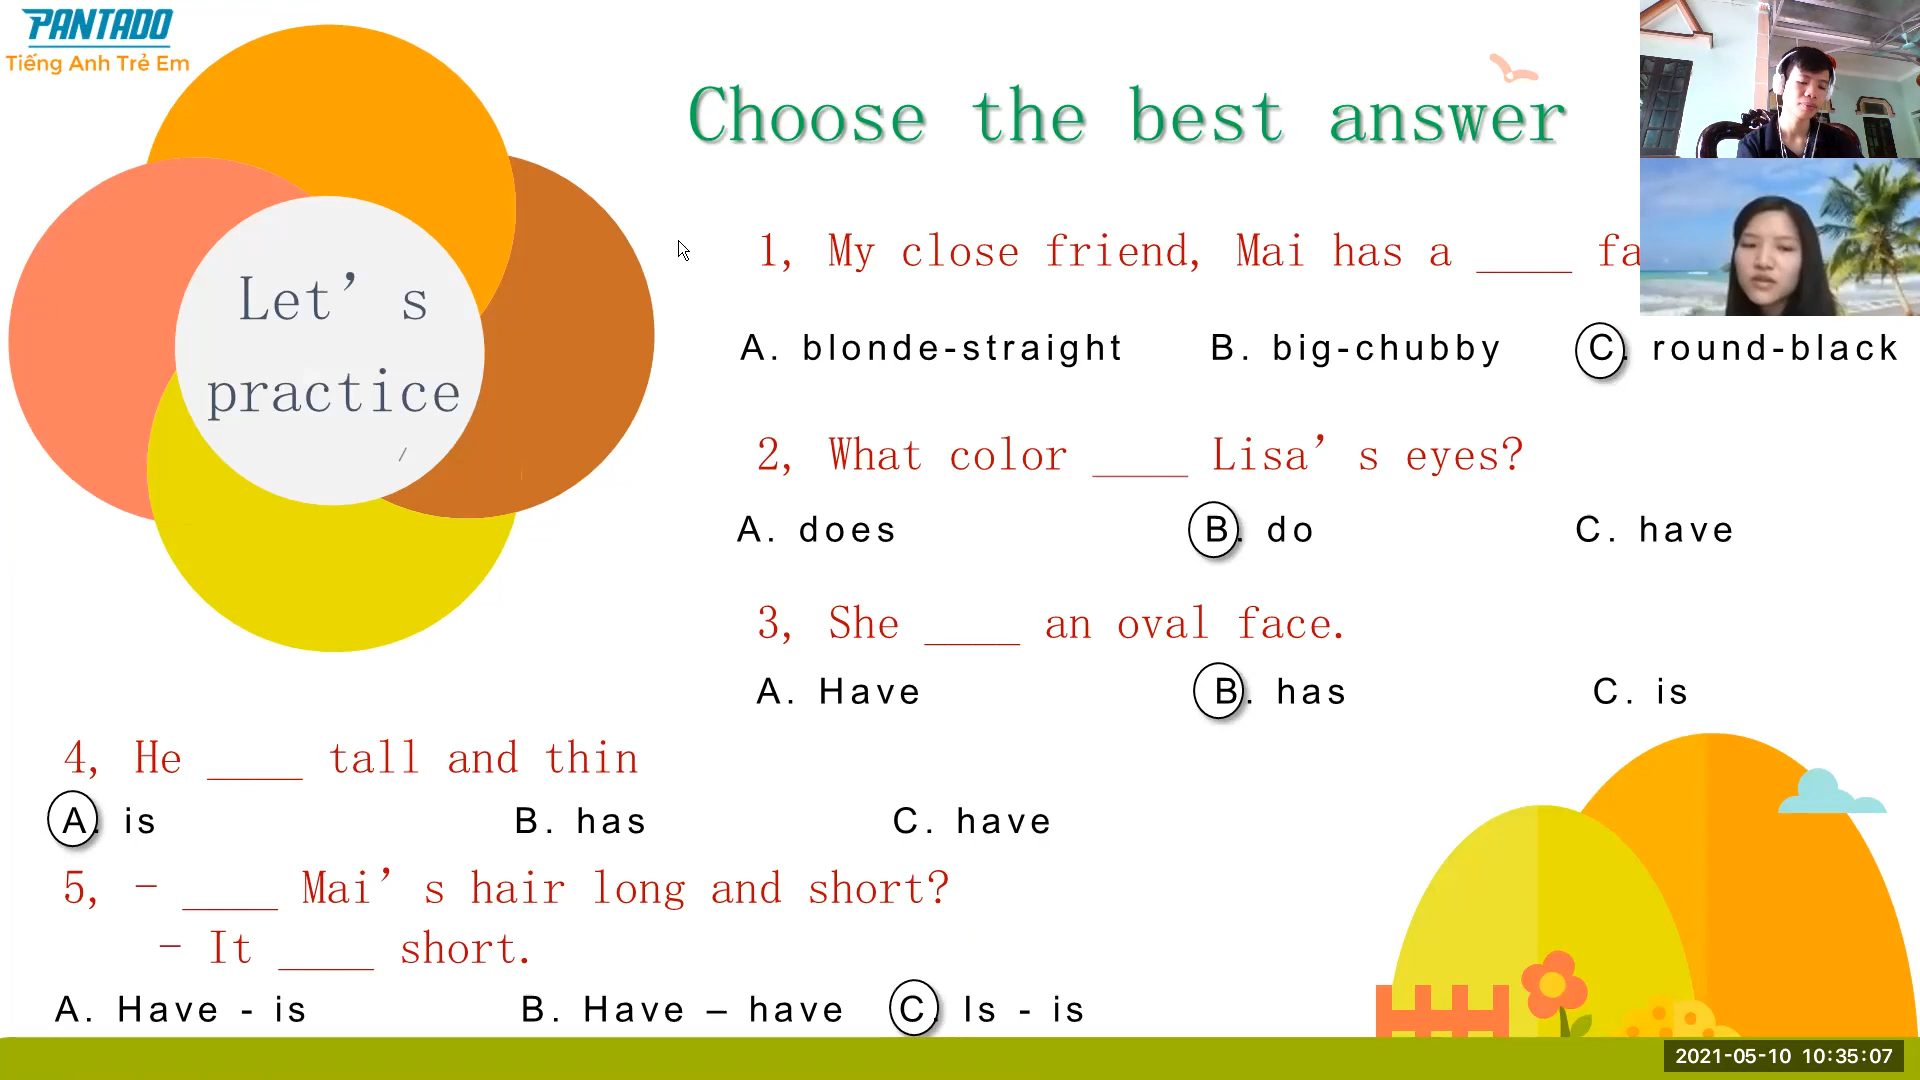 PANTADO
Tiếng Anh Trẻ Em
Choose the best answer
Let's
practice
1, My close friend, Mai has a ____ fa
A. blonde-straight B. big-chubby C. round-black
2, What color ____ Lisa's eyes?
A. does B. do C. have
3, She ____ an oval face.
A. Have B. has C. is
4, He ____ tall and thin
A. is B. has C. have
5, - ____ Mai's hair long and short?
- It ____ short.
A. Have - is B. Have – have C. Is - is
2021-05-10 10:35:07